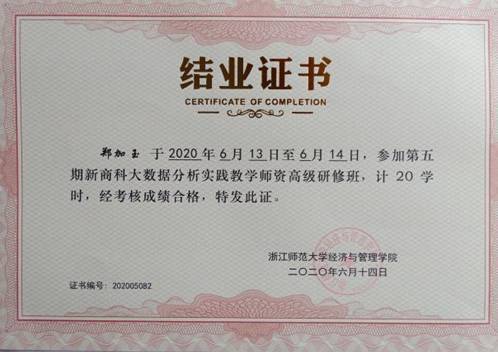 结业证书
CERTIFICATE OF COMPLETION
郑加玉 于 2020 年 6 月 13 日至 6 月 14 日，参加第五
期新商科大数据分析实践教学师资高级研修班，计 20 学
时，经考核成绩合格，特发此证。
浙江师范大学经济与管理学院
二〇二〇年六月十四日
证书编号：202005082